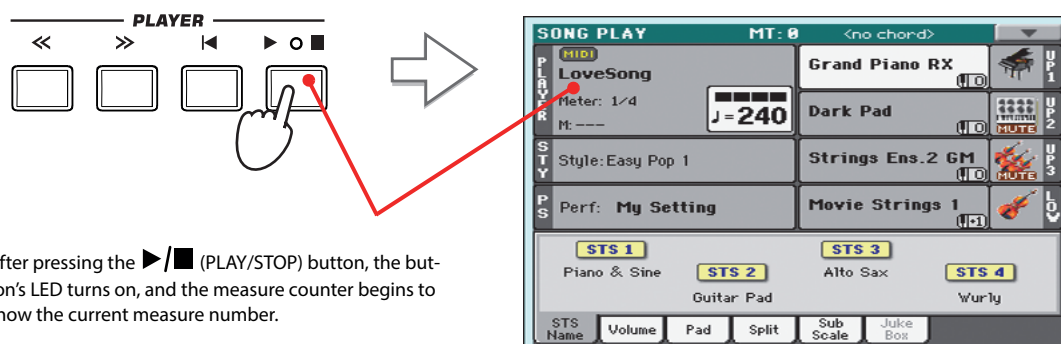 PLAYER
SONG PLAY MT: 0 <no chord>
PLAYER
MIDI
LoveSong
Meter: 1/4
M: ---
♩=240
Grand Piano RX
0
UP1
Dark Pad
0
MUTE
UP2
STY
Style:Easy Pop 1
Strings Ens.2 GM
0
MUTE
UP3
PS
Perf: My Setting
Movie Strings 1
+1
LOW
STS 1
Piano & Sine
STS 2
Guitar Pad
STS 3
Alto Sax
STS 4
Wurly
STS Name Volume Pad Split Sub Scale Juke Box
fter pressing the ►/■ (PLAY/STOP) button, the but-
on's LED turns on, and the measure counter begins to
how the current measure number.